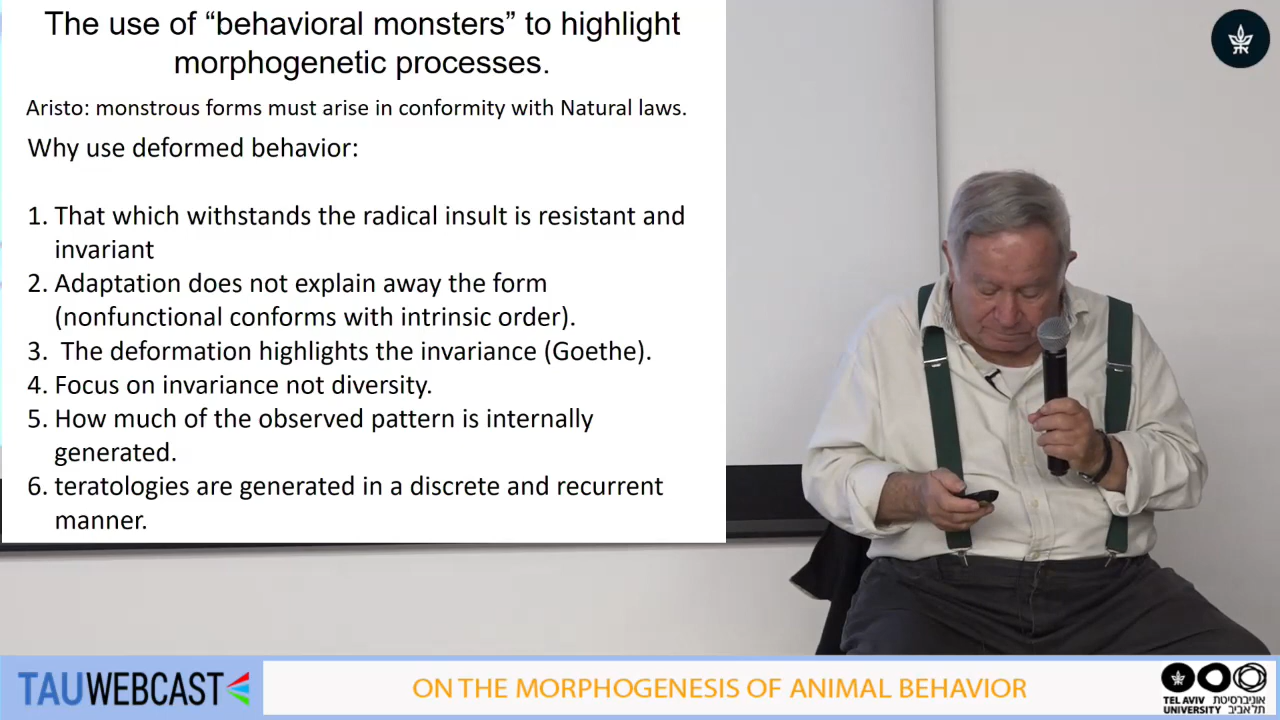 The use of “behavioral monsters” to highlight
morphogenetic processes.
Aristo: monstrous forms must arise in conformity with Natural laws.
Why use deformed behavior:
1. That which withstands the radical insult is resistant and
invariant
2. Adaptation does not explain away the form
(nonfunctional conforms with intrinsic order).
3. The deformation highlights the invariance (Goethe).
4. Focus on invariance not diversity.
5. How much of the observed pattern is internally
generated.
6. teratologies are generated in a discrete and recurrent
manner.
TAUWEBCAST
ON THE MORPHOGENESIS OF ANIMAL BEHAVIOR
TEL AVIV אוניברסיטת
UNIVERSITY תל אביב